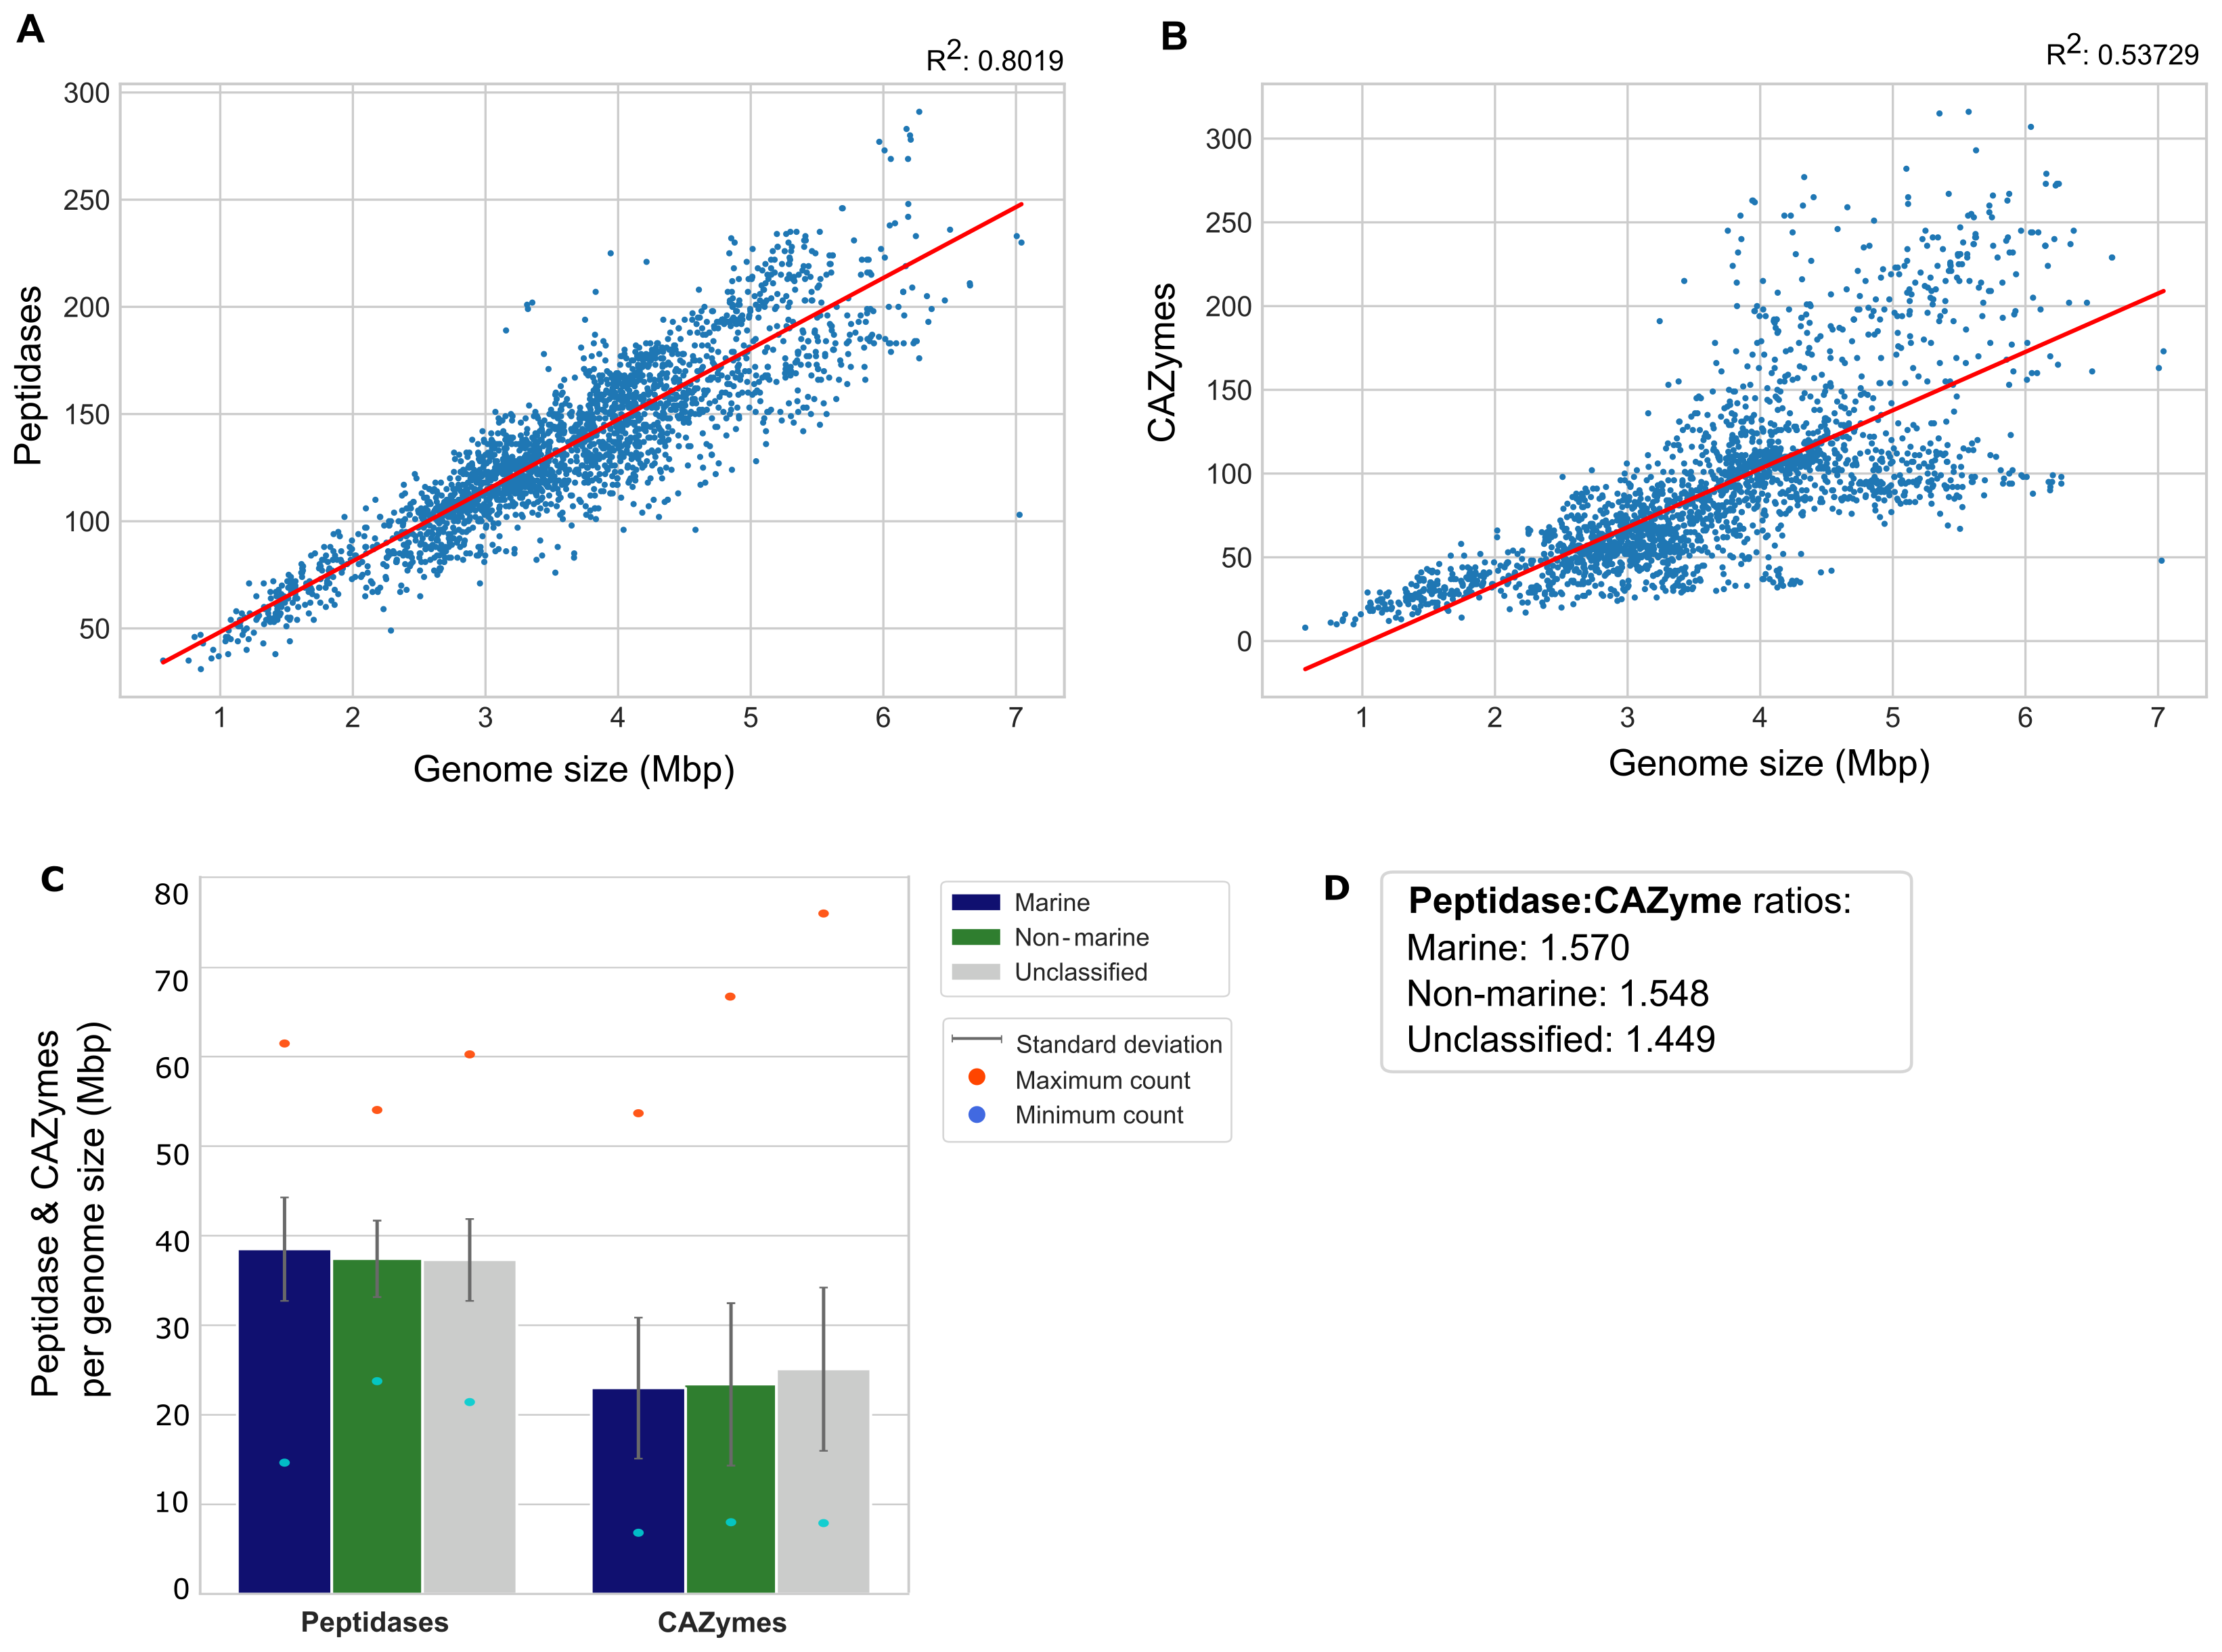 A
R2: 0.8019
Peptidases
300
250
200
150
100
50
1 2 3 4 5 6 7
Genome size (Mbp)
B
R2: 0.53729
CAZymes
300
250
200
150
100
50
0
1 2 3 4 5 6 7
Genome size (Mbp)
C
Peptidase & CAZymes
per genome size (Mbp)
80
70
60
50
40
30
20
10
0
Peptidases CAZymes
Marine
Non-marine
Unclassified
Standard deviation
Maximum count
Minimum count
D
Peptidase:CAZyme ratios:
Marine: 1.570
Non-marine: 1.548
Unclassified: 1.449